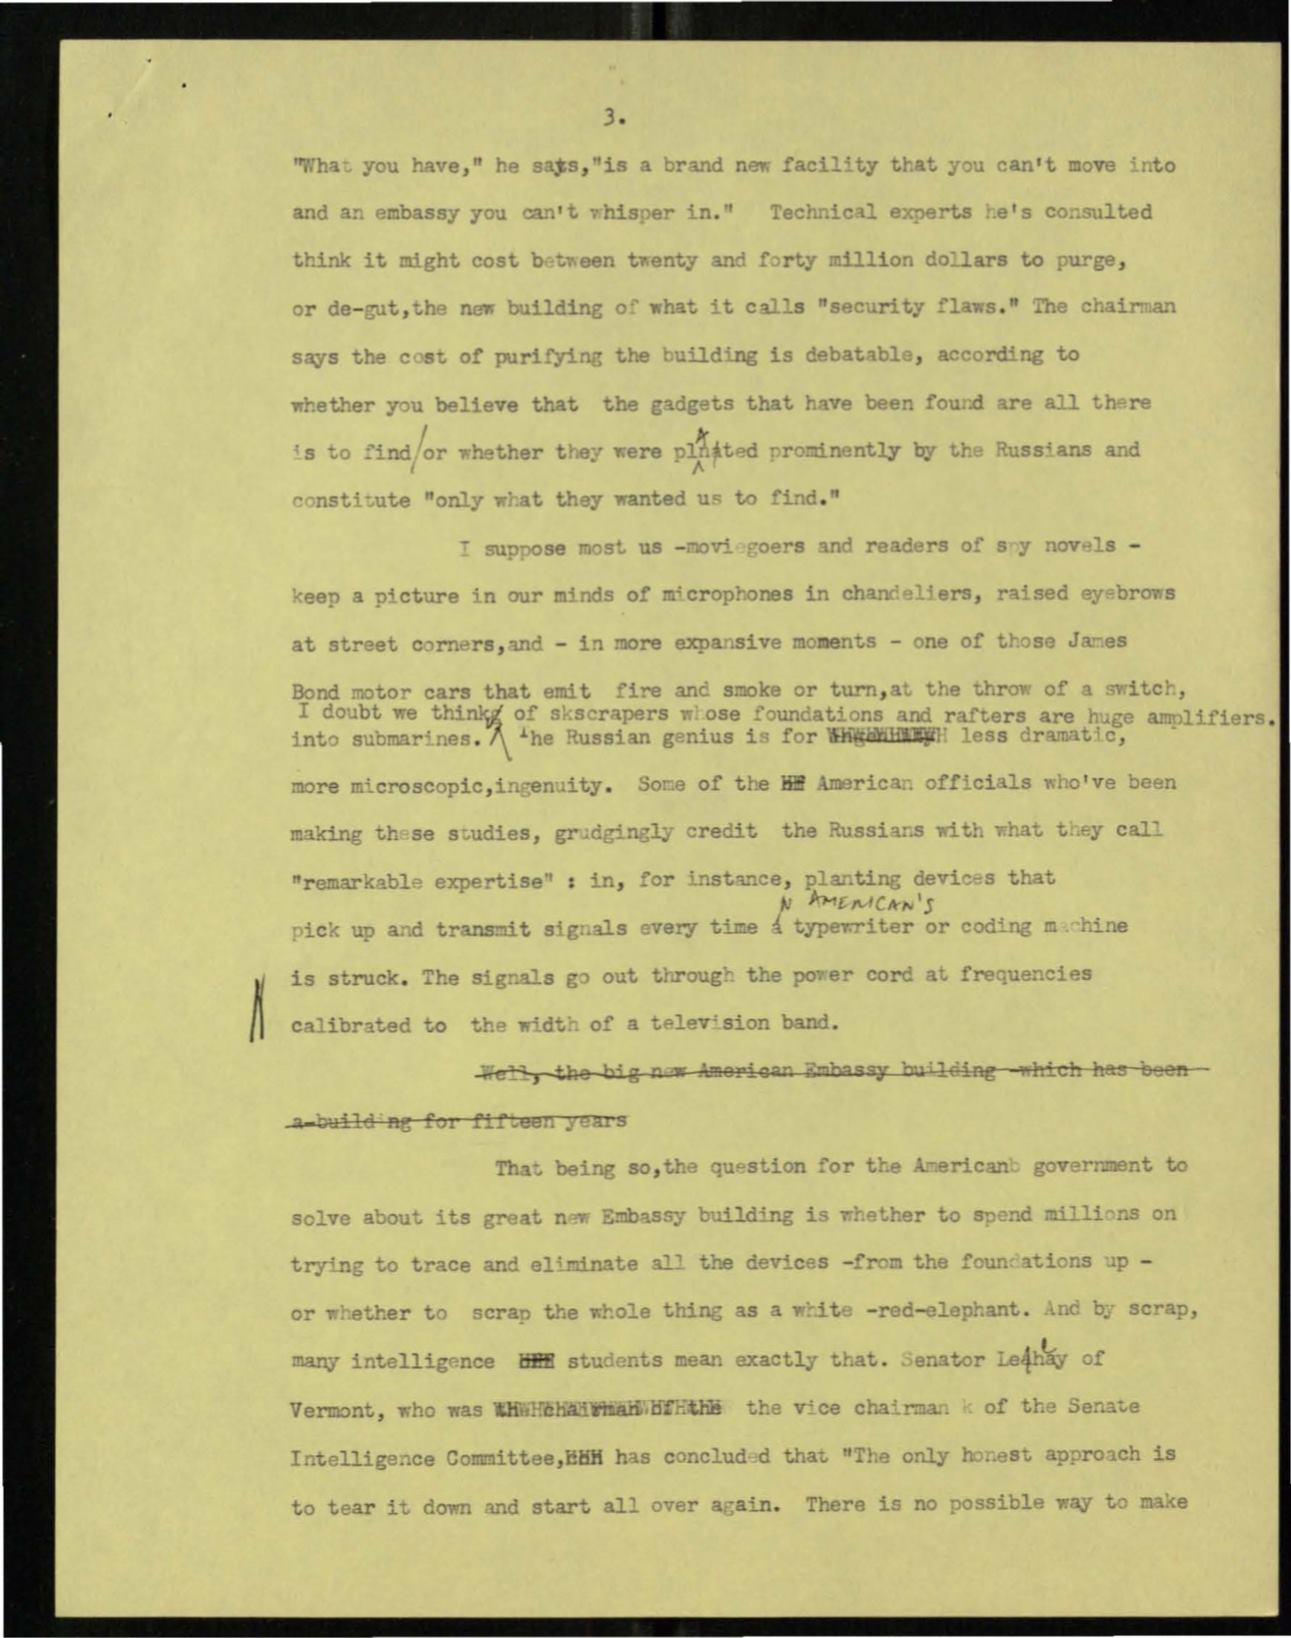 3.
"What you have," he says,"is a brand new facility that you can't move into
and an embassy you can't whisper in." Technical experts he's consulted
think it might cost between twenty and forty million dollars to purge,
or de-gut,the new building of what it calls "security flaws." The chairman
says the cost of purifying the building is debatable, according to
whether you believe that the gadgets that have been found are all there
is to find/or whether they were planted prominently by the Russians and
constitute "only what they wanted us to find."
I suppose most us -moviegoers and readers of spy novels -
keep a picture in our minds of microphones in chandeliers, raised eyebrows
at street corners,and - in more expansive moments - one of those James
Bond motor cars that emit fire and smoke or turn,at the throw of a switch,
I doubt we think of skscrapers whose foundations and rafters are huge amplifiers.
into submarines. The Russian genius is for less dramatic,
more microscopic,ingenuity. Some of the American officials who've been
making these studies, grudgingly credit the Russians with what they call
"remarkable expertise" : in, for instance, planting devices that
N AMERICAN'S
pick up and transmit signals every time a typewriter or coding machine
is struck. The signals go out through the power cord at frequencies
calibrated to the width of a television band.
Well, the big new American Embassy building -which has been
a-building for fifteen years
That being so,the question for the American government to
solve about its great new Embassy building is whether to spend millions on
trying to trace and eliminate all the devices -from the foundations up -
or whether to scrap the whole thing as a white -red-elephant. And by scrap,
many intelligence students mean exactly that. Senator Leahy of
Vermont, who was the chairman of the the vice chairman k of the Senate
Intelligence Committee, has concluded that "The only honest approach is
to tear it down and start all over again. There is no possible way to make